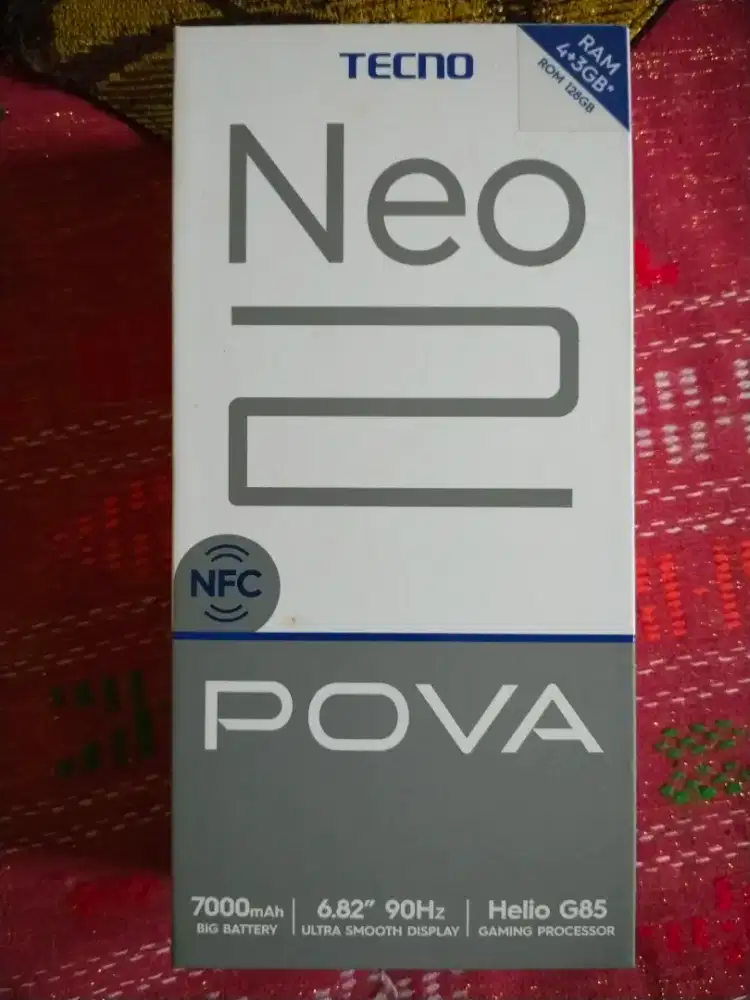 TECNO
RAM
4+3GB*
ROM 128GB
Neo
2
NFC
POVA
7000mAh
BIG BATTERY
6.82" 90Hz
ULTRA SMOOTH DISPLAY
Helio G85
GAMING PROCESSOR